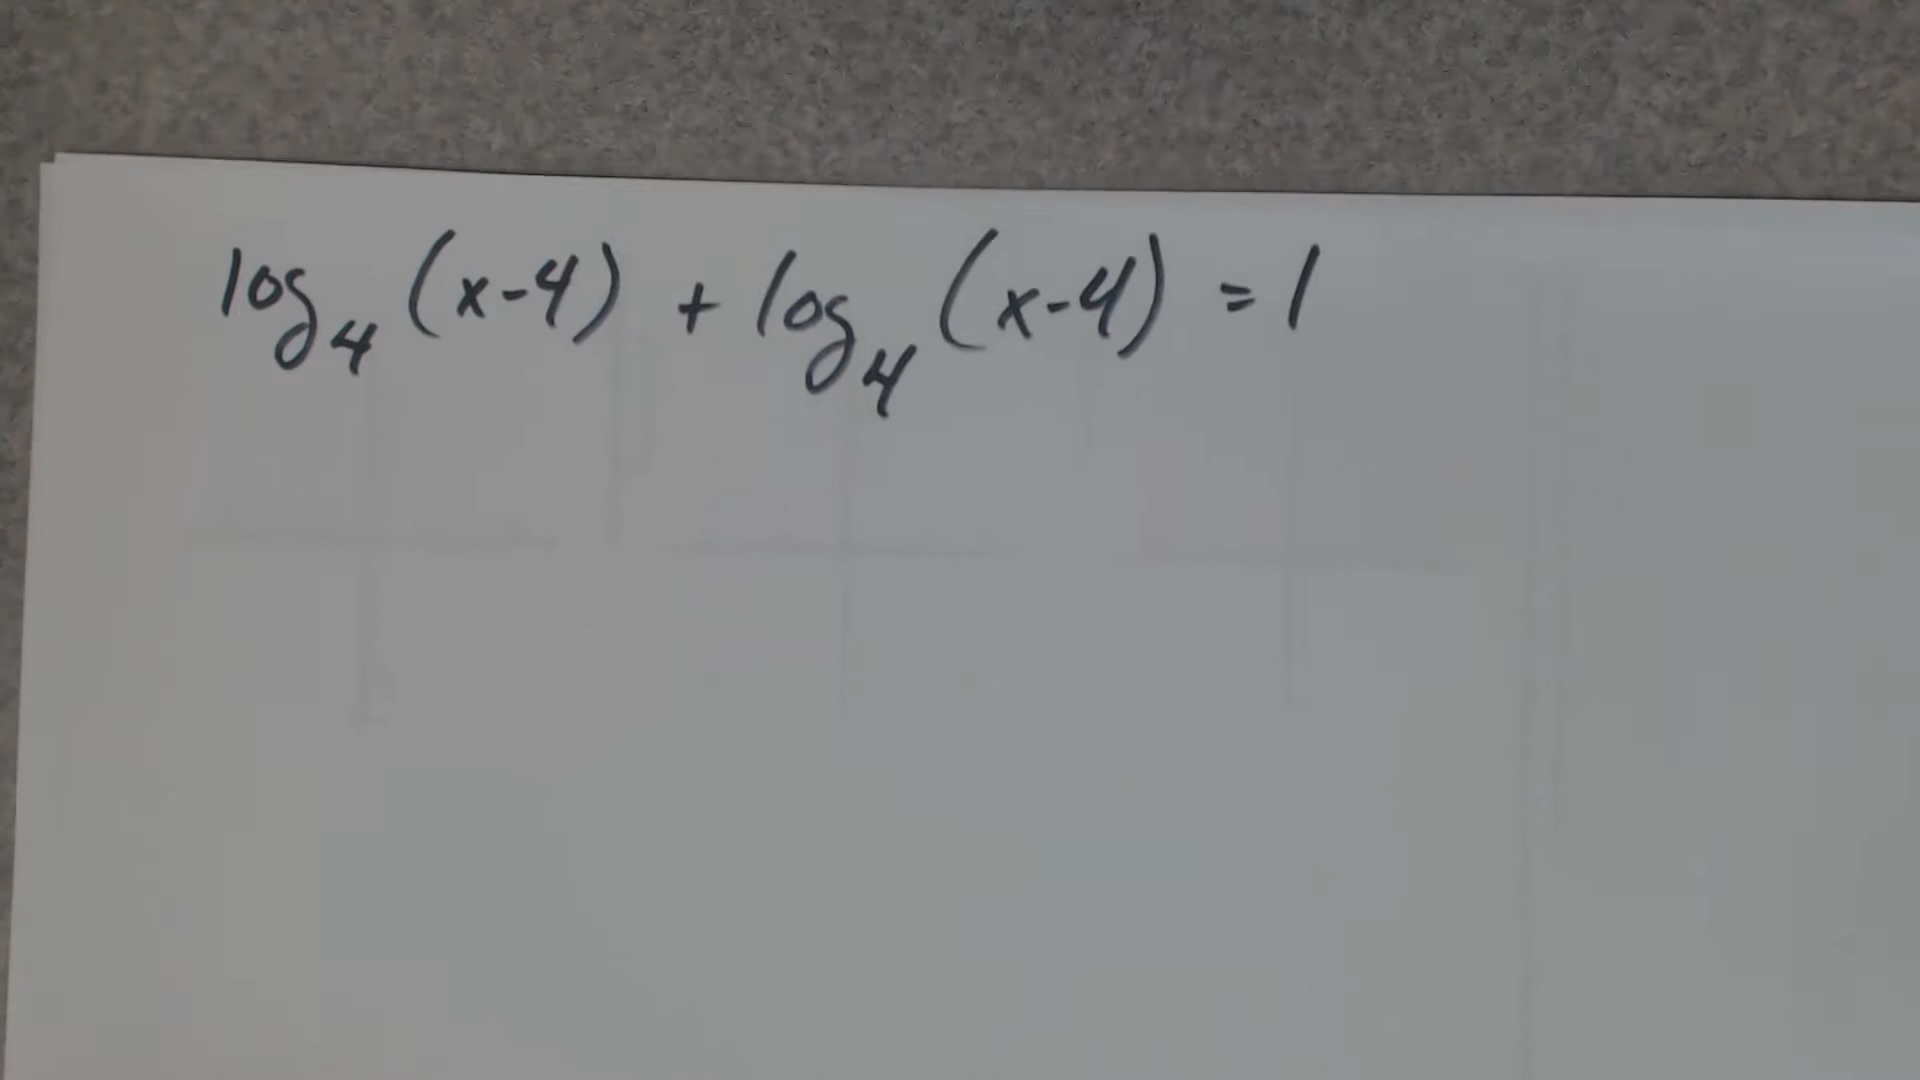 log₄ (x-4) + log₄ (x-4) = 1